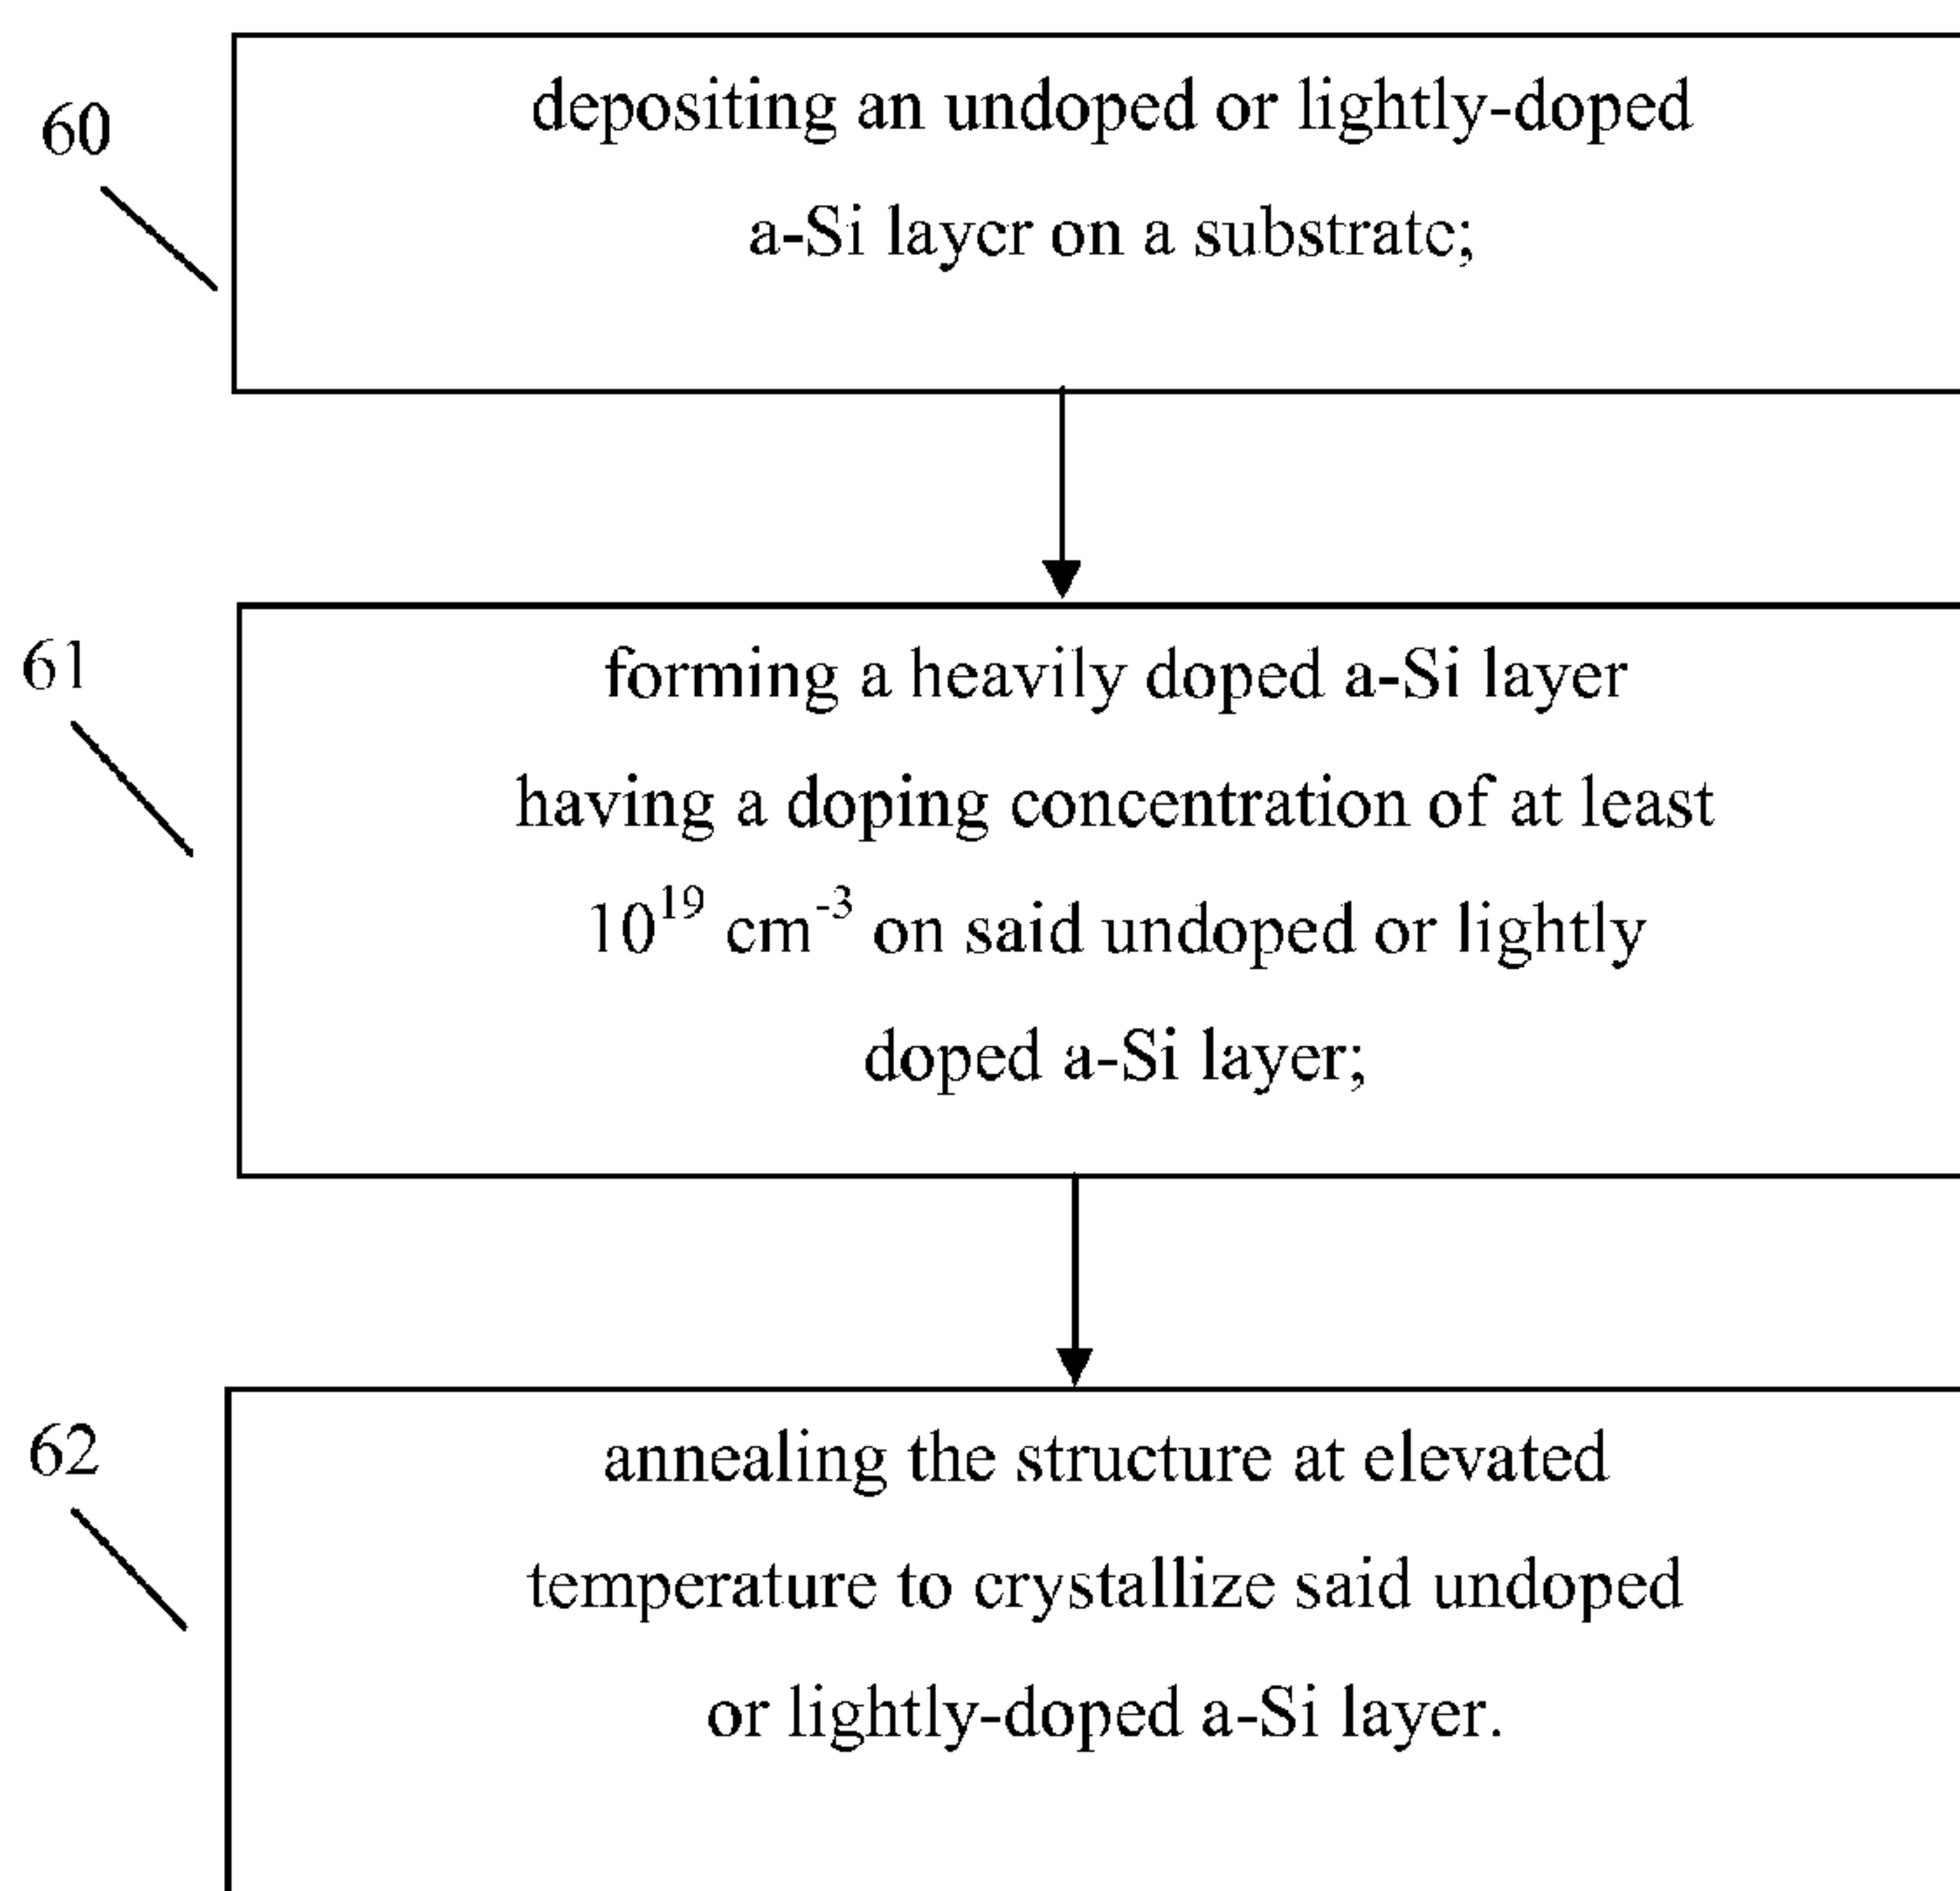 60
depositing an undoped or lightly-doped
a-Si layer on a substrate;
61
forming a heavily doped a-Si layer
having a doping concentration of at least
10¹⁹ cm⁻³ on said undoped or lightly
doped a-Si layer;
62
annealing the structure at elevated
temperature to crystallize said undoped
or lightly-doped a-Si layer.